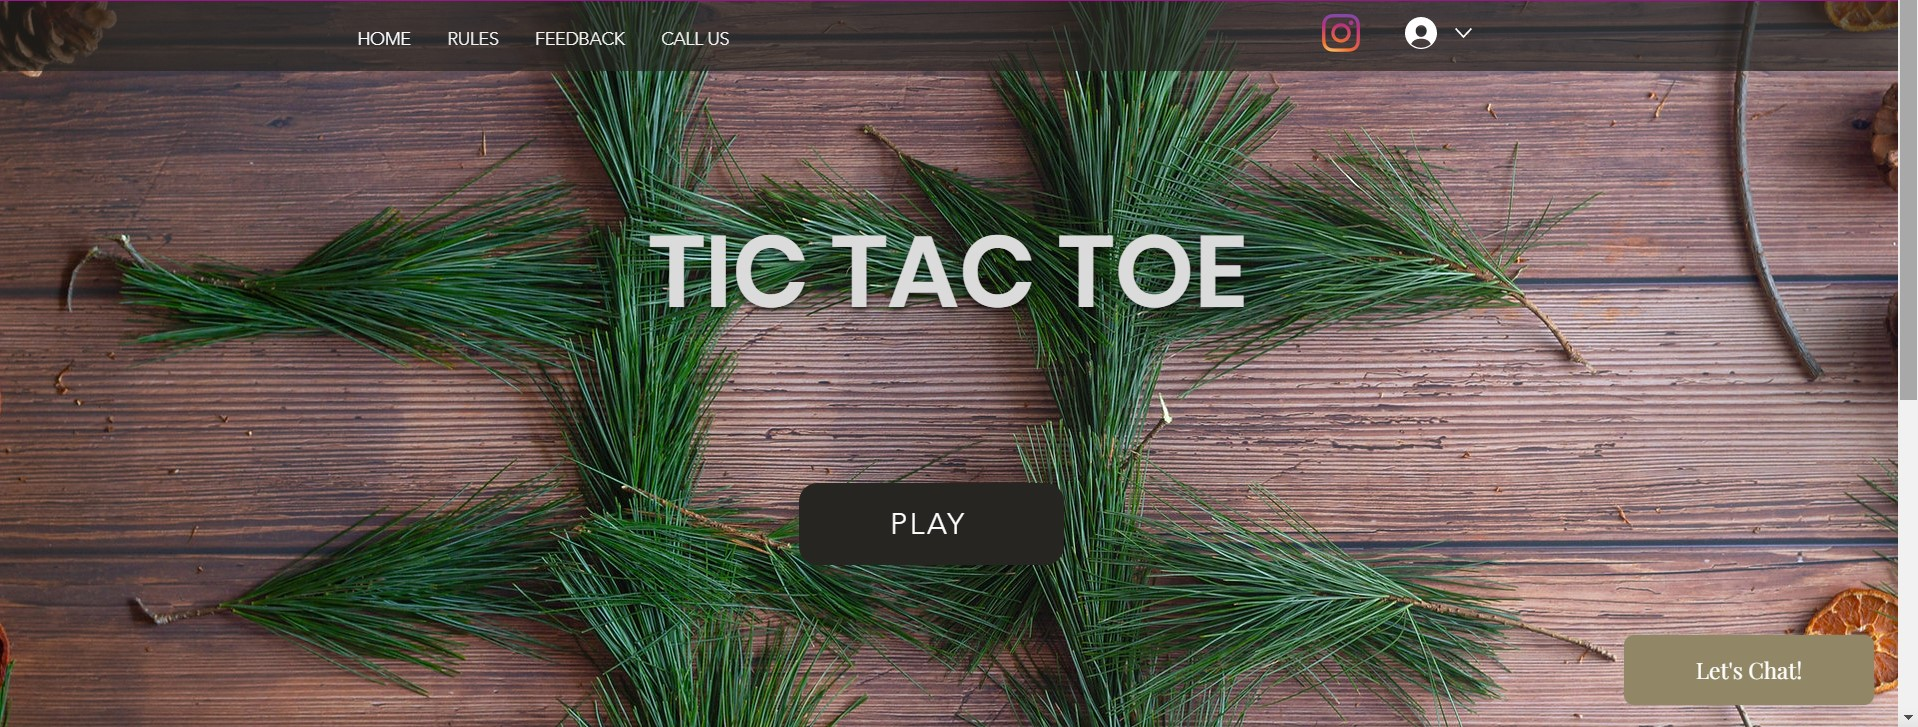 HOME RULES FEEDBACK CALL US
TIC TAC TOE
PLAY
Let's Chat!